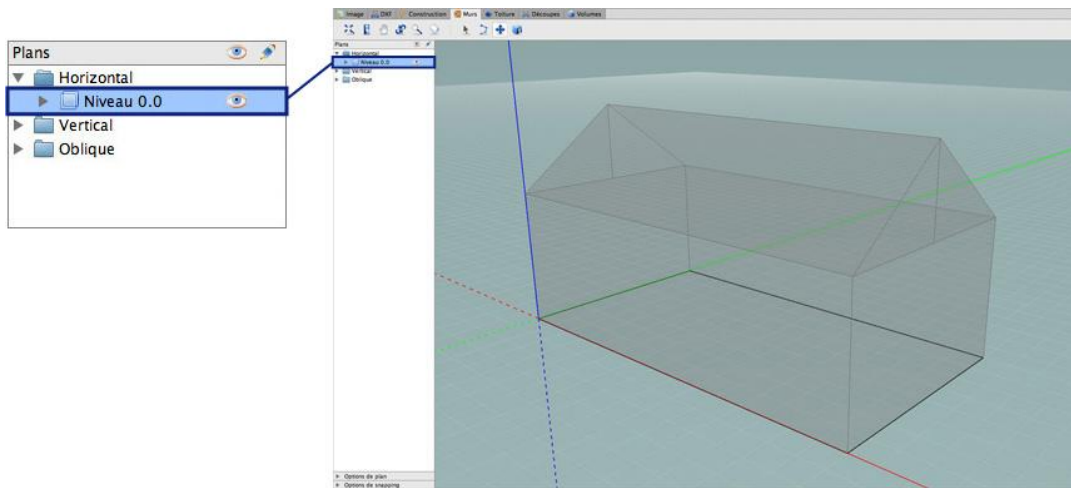 Plans
Horizontal
Niveau 0.0
Vertical
Oblique
Image DXF Construction Murs Toiture Découpes Volumes
Plans
Horizontal
Niveau 0.0
Vertical
Oblique
Options de plan
Options de snapping